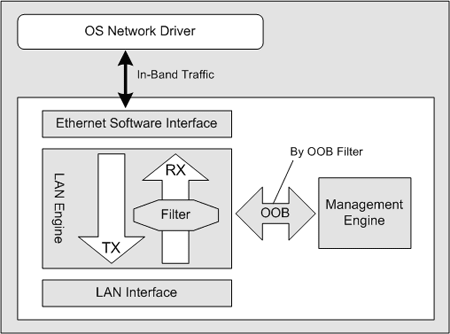 OS Network Driver
In-Band Traffic
Ethernet Software Interface
By OOB Filter
LAN Engine
RX
Filter
TX
OOB
Management
Engine
LAN Interface